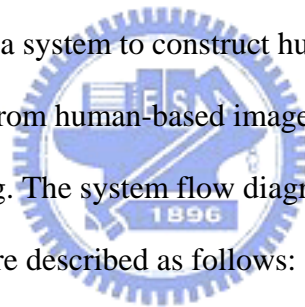 a system to construct hu
rom human-based image
g. The system flow diagr
1896
re described as follows: